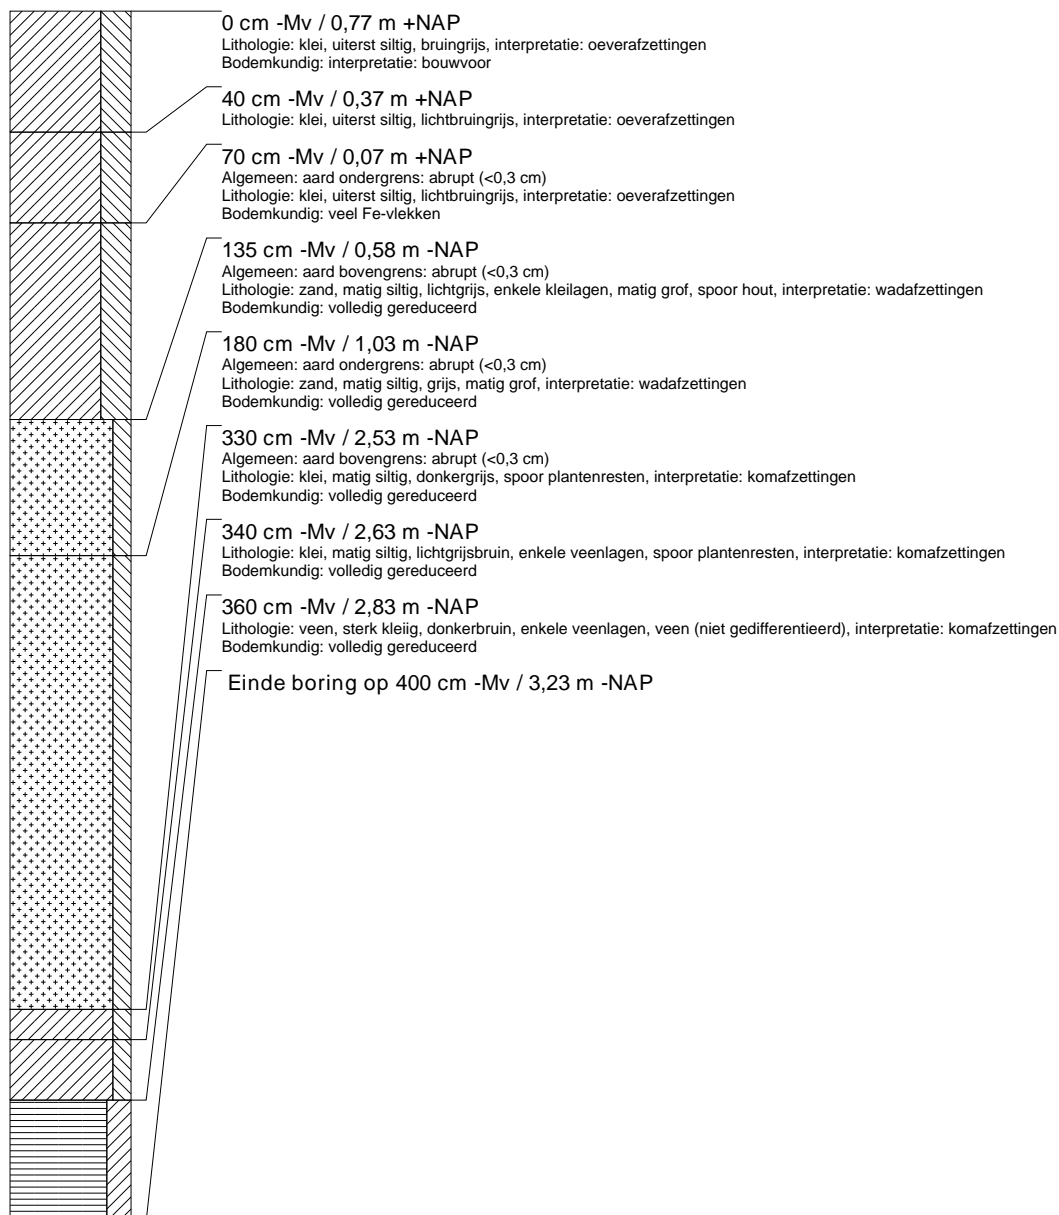 0 cm -Mv / 0,77 m +NAP
Lithologie: klei, uiterst siltig, bruingrijs, interpretatie: oeverafzettingen
Bodemkundig: interpretatie: bouwvoor
40 cm -Mv / 0,37 m +NAP
Lithologie: klei, uiterst siltig, lichtbruingrijs, interpretatie: oeverafzettingen
70 cm -Mv / 0,07 m +NAP
Algemeen: aard ondergrens: abrupt (<0,3 cm)
Lithologie: klei, uiterst siltig, lichtbruingrijs, interpretatie: oeverafzettingen
Bodemkundig: veel Fe-vlekken
135 cm -Mv / 0,58 m -NAP
Algemeen: aard bovengrens: abrupt (<0,3 cm)
Lithologie: zand, matig siltig, lichtgrijs, enkele kleilagen, matig grof, spoor hout, interpretatie: wadafzettingen
Bodemkundig: volledig gereduceerd
180 cm -Mv / 1,03 m -NAP
Algemeen: aard ondergrens: abrupt (<0,3 cm)
Lithologie: zand, matig siltig, grijs, matig grof, interpretatie: wadafzettingen
Bodemkundig: volledig gereduceerd
330 cm -Mv / 2,53 m -NAP
Algemeen: aard bovengrens: abrupt (<0,3 cm)
Lithologie: klei, matig siltig, donkergrijs, spoor plantenresten, interpretatie: komafzettingen
Bodemkundig: volledig gereduceerd
340 cm -Mv / 2,63 m -NAP
Lithologie: klei, matig siltig, lichtgrijsbruin, enkele veenlagen, spoor plantenresten, interpretatie: komafzettingen
Bodemkundig: volledig gereduceerd
360 cm -Mv / 2,83 m -NAP
Lithologie: veen, sterk kleiig, donkerbruin, enkele veenlagen, veen (niet gedifferentieerd), interpretatie: komafzettingen
Bodemkundig: volledig gereduceerd
Einde boring op 400 cm -Mv / 3,23 m -NAP